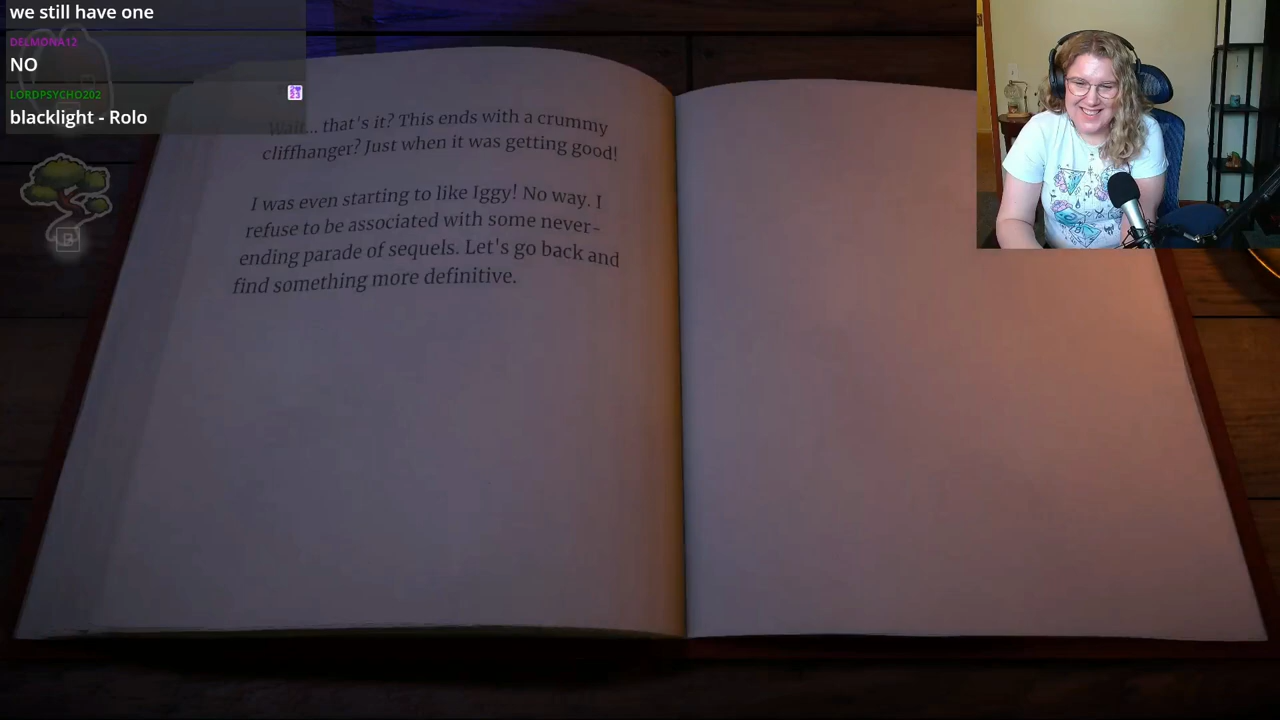 we still have one
DELMONA12
NO
LORDPSYCHO202
blacklight - Rolo
Wait... that's it? This ends with a crummy
cliffhanger? Just when it was getting good!
I was even starting to like Iggy! No way. I
refuse to be associated with some never-
ending parade of sequels. Let's go back and
find something more definitive.